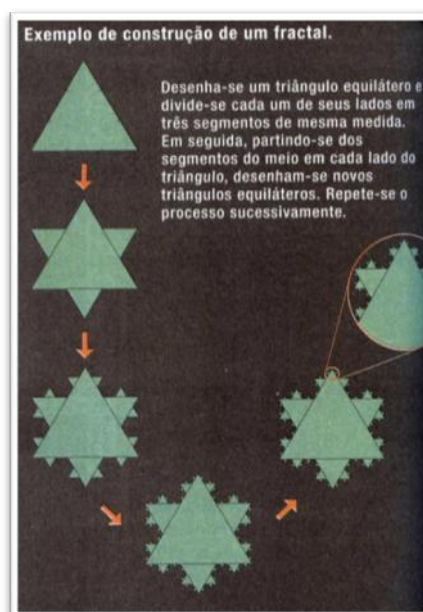 Exemplo de construção de um fractal.
Desenha-se um triângulo equilátero e
divide-se cada um de seus lados em
três segmentos de mesma medida.
Em seguida, partindo-se dos
segmentos do meio em cada lado do
triângulo, desenham-se novos
triângulos equiláteros. Repete-se o
processo sucessivamente.